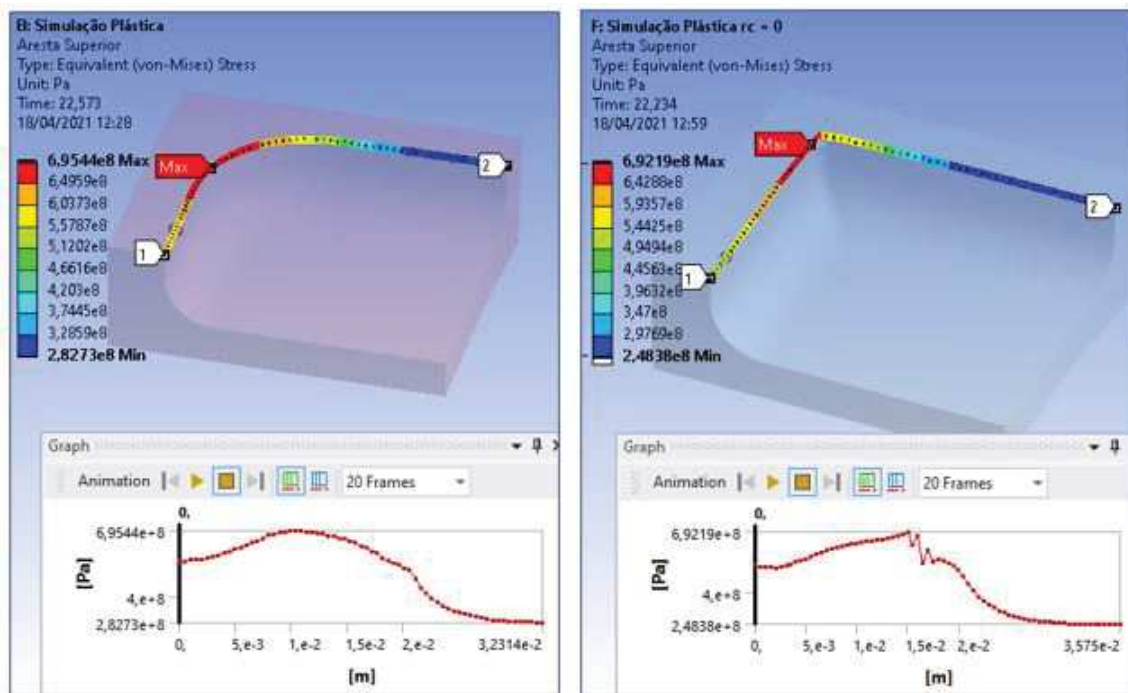 B: Simulação Plástica
Aresta Superior
Type: Equivalent (von-Mises) Stress
Unit: Pa
Time: 22,573
18/04/2021 12:28
6,9544e8 Max
6,4959e8
6,0373e8
5,5787e8
5,1202e8
4,6616e8
4,203e8
3,7445e8
3,2859e8
2,8273e8 Min
Max
1
2
Graph
Animation
20 Frames
0,
6,9544e+8
4,e+8
2,8273e+8
[Pa]
0,
5,e-3
1,e-2
1,5e-2
2,e-2
3,2314e-2
[m]
F: Simulação Plástica rc = 0
Aresta Superior
Type: Equivalent (von-Mises) Stress
Unit: Pa
Time: 22,234
18/04/2021 12:59
6,9219e8 Max
6,4288e8
5,9357e8
5,4425e8
4,9494e8
4,4563e8
3,9632e8
3,47e8
2,9769e8
2,4838e8 Min
Max
1
2
Graph
Animation
20 Frames
0,
6,9219e+8
4,e+8
2,4838e+8
[Pa]
0,
5,e-3
1,e-2
1,5e-2
2,e-2
3,575e-2
[m]